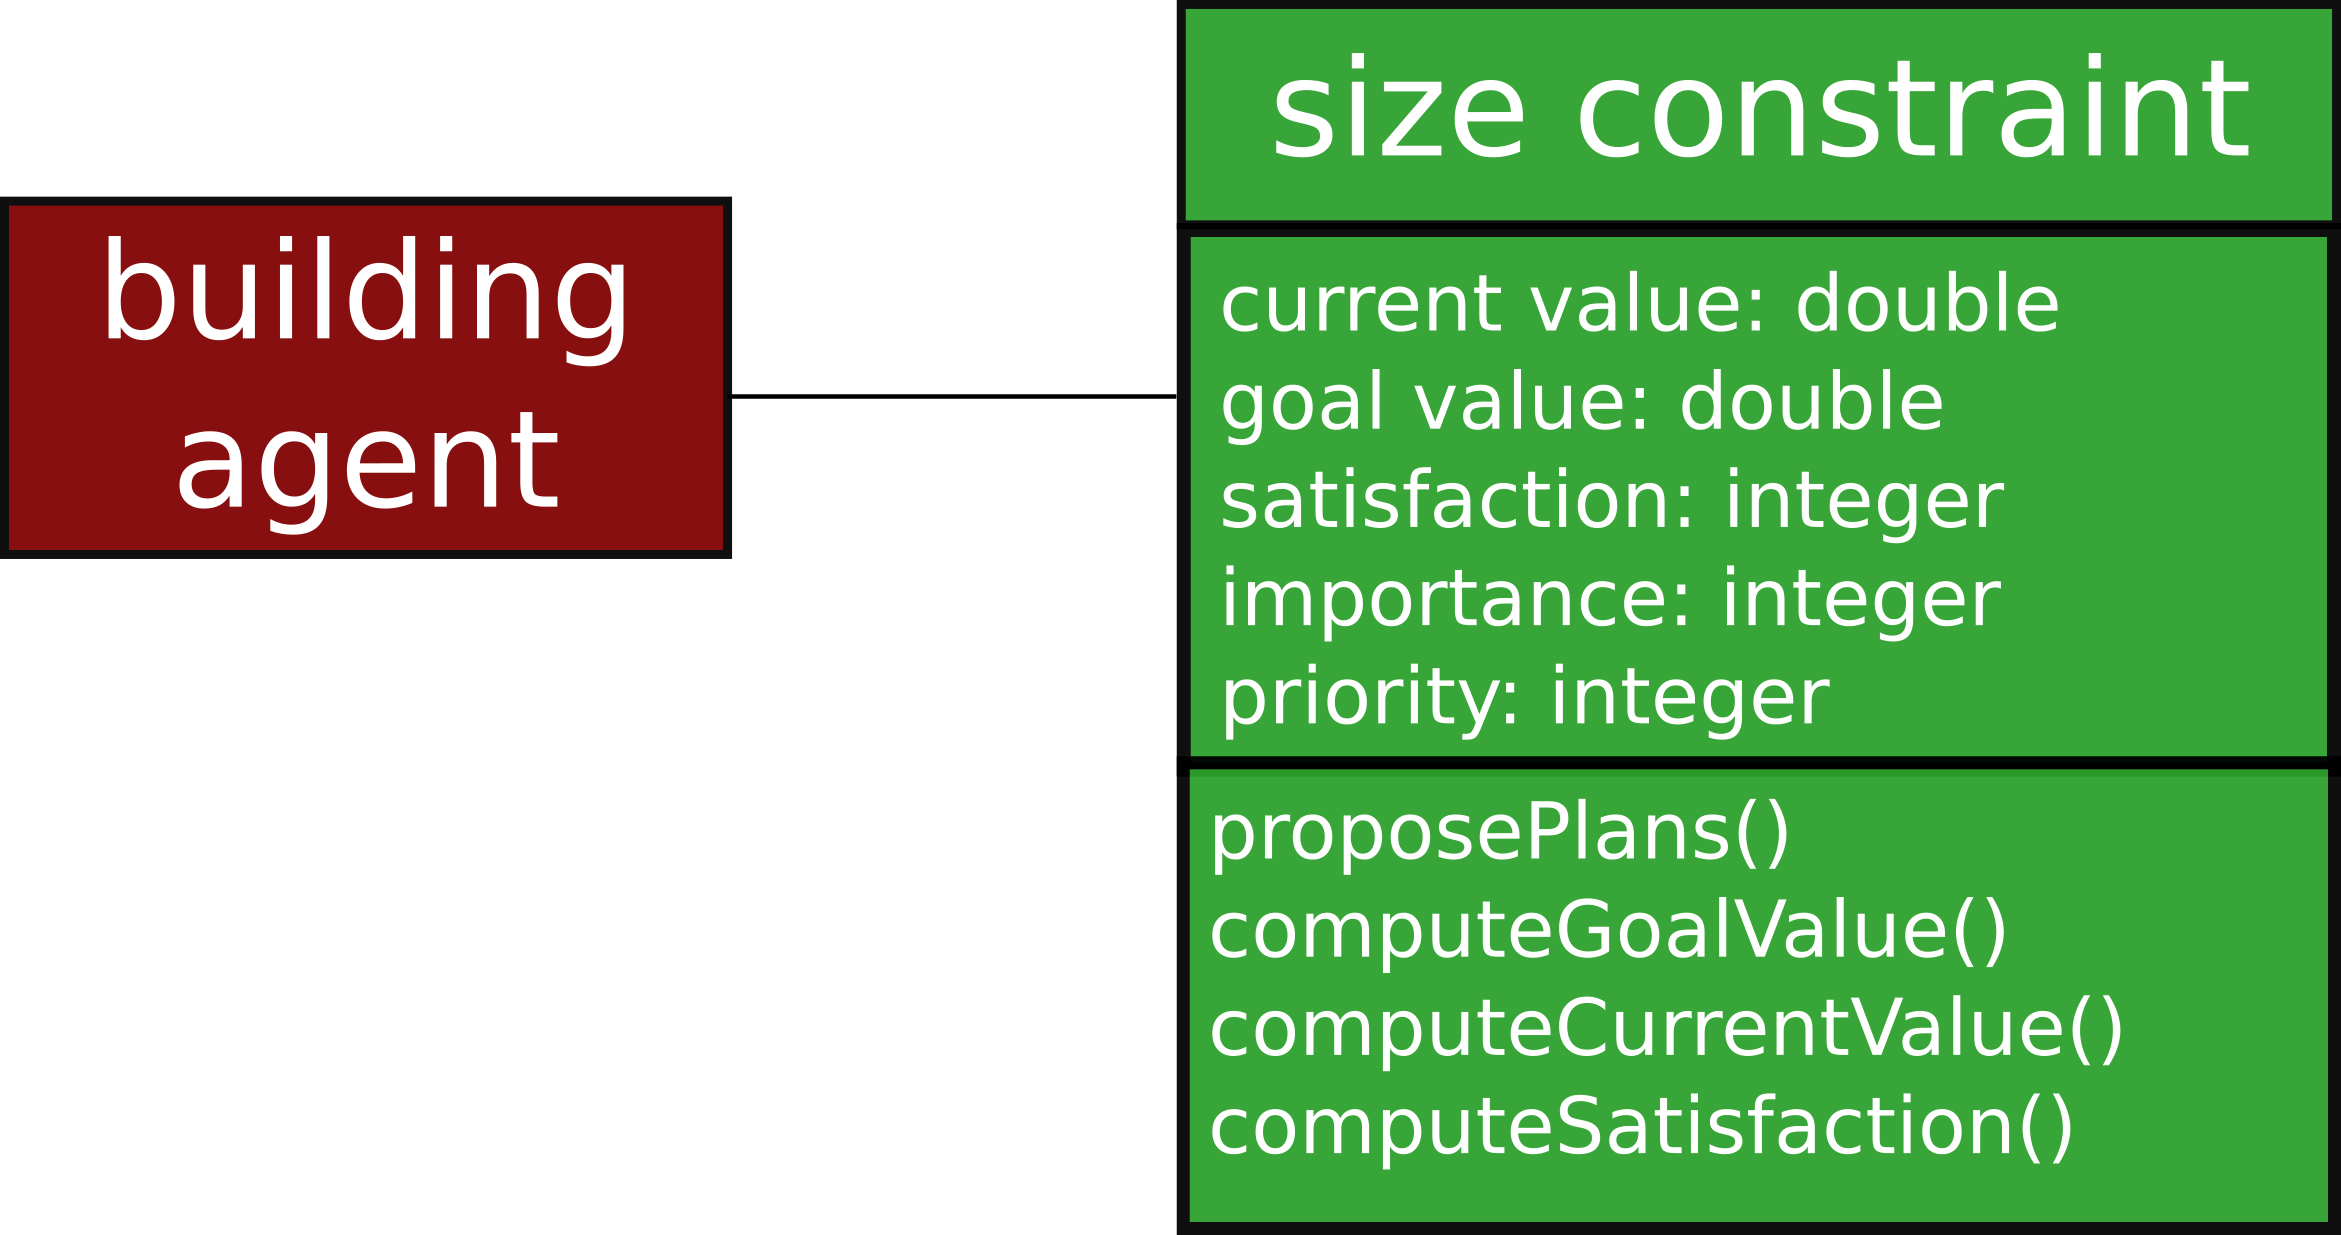 building
agent
size constraint
current value: double
goal value: double
satisfaction: integer
importance: integer
priority: integer
proposePlans()
computeGoalValue()
computeCurrentValue()
computeSatisfaction()